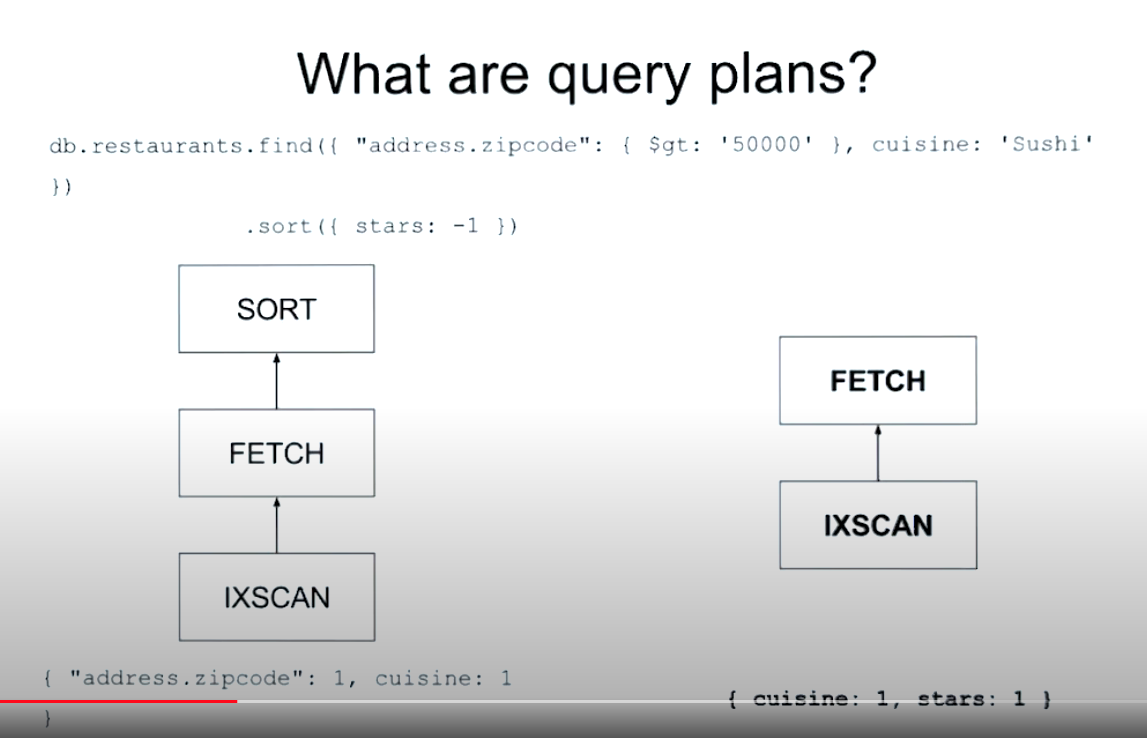 What are query plans?
db.restaurants.find({ "address.zipcode": { $gt: '50000' }, cuisine: 'Sushi'
})
.sort({ stars: -1 })
SORT
FETCH
IXSCAN
{ "address.zipcode": 1, cuisine: 1
}
FETCH
IXSCAN
{ cuisine: 1, stars: 1 }